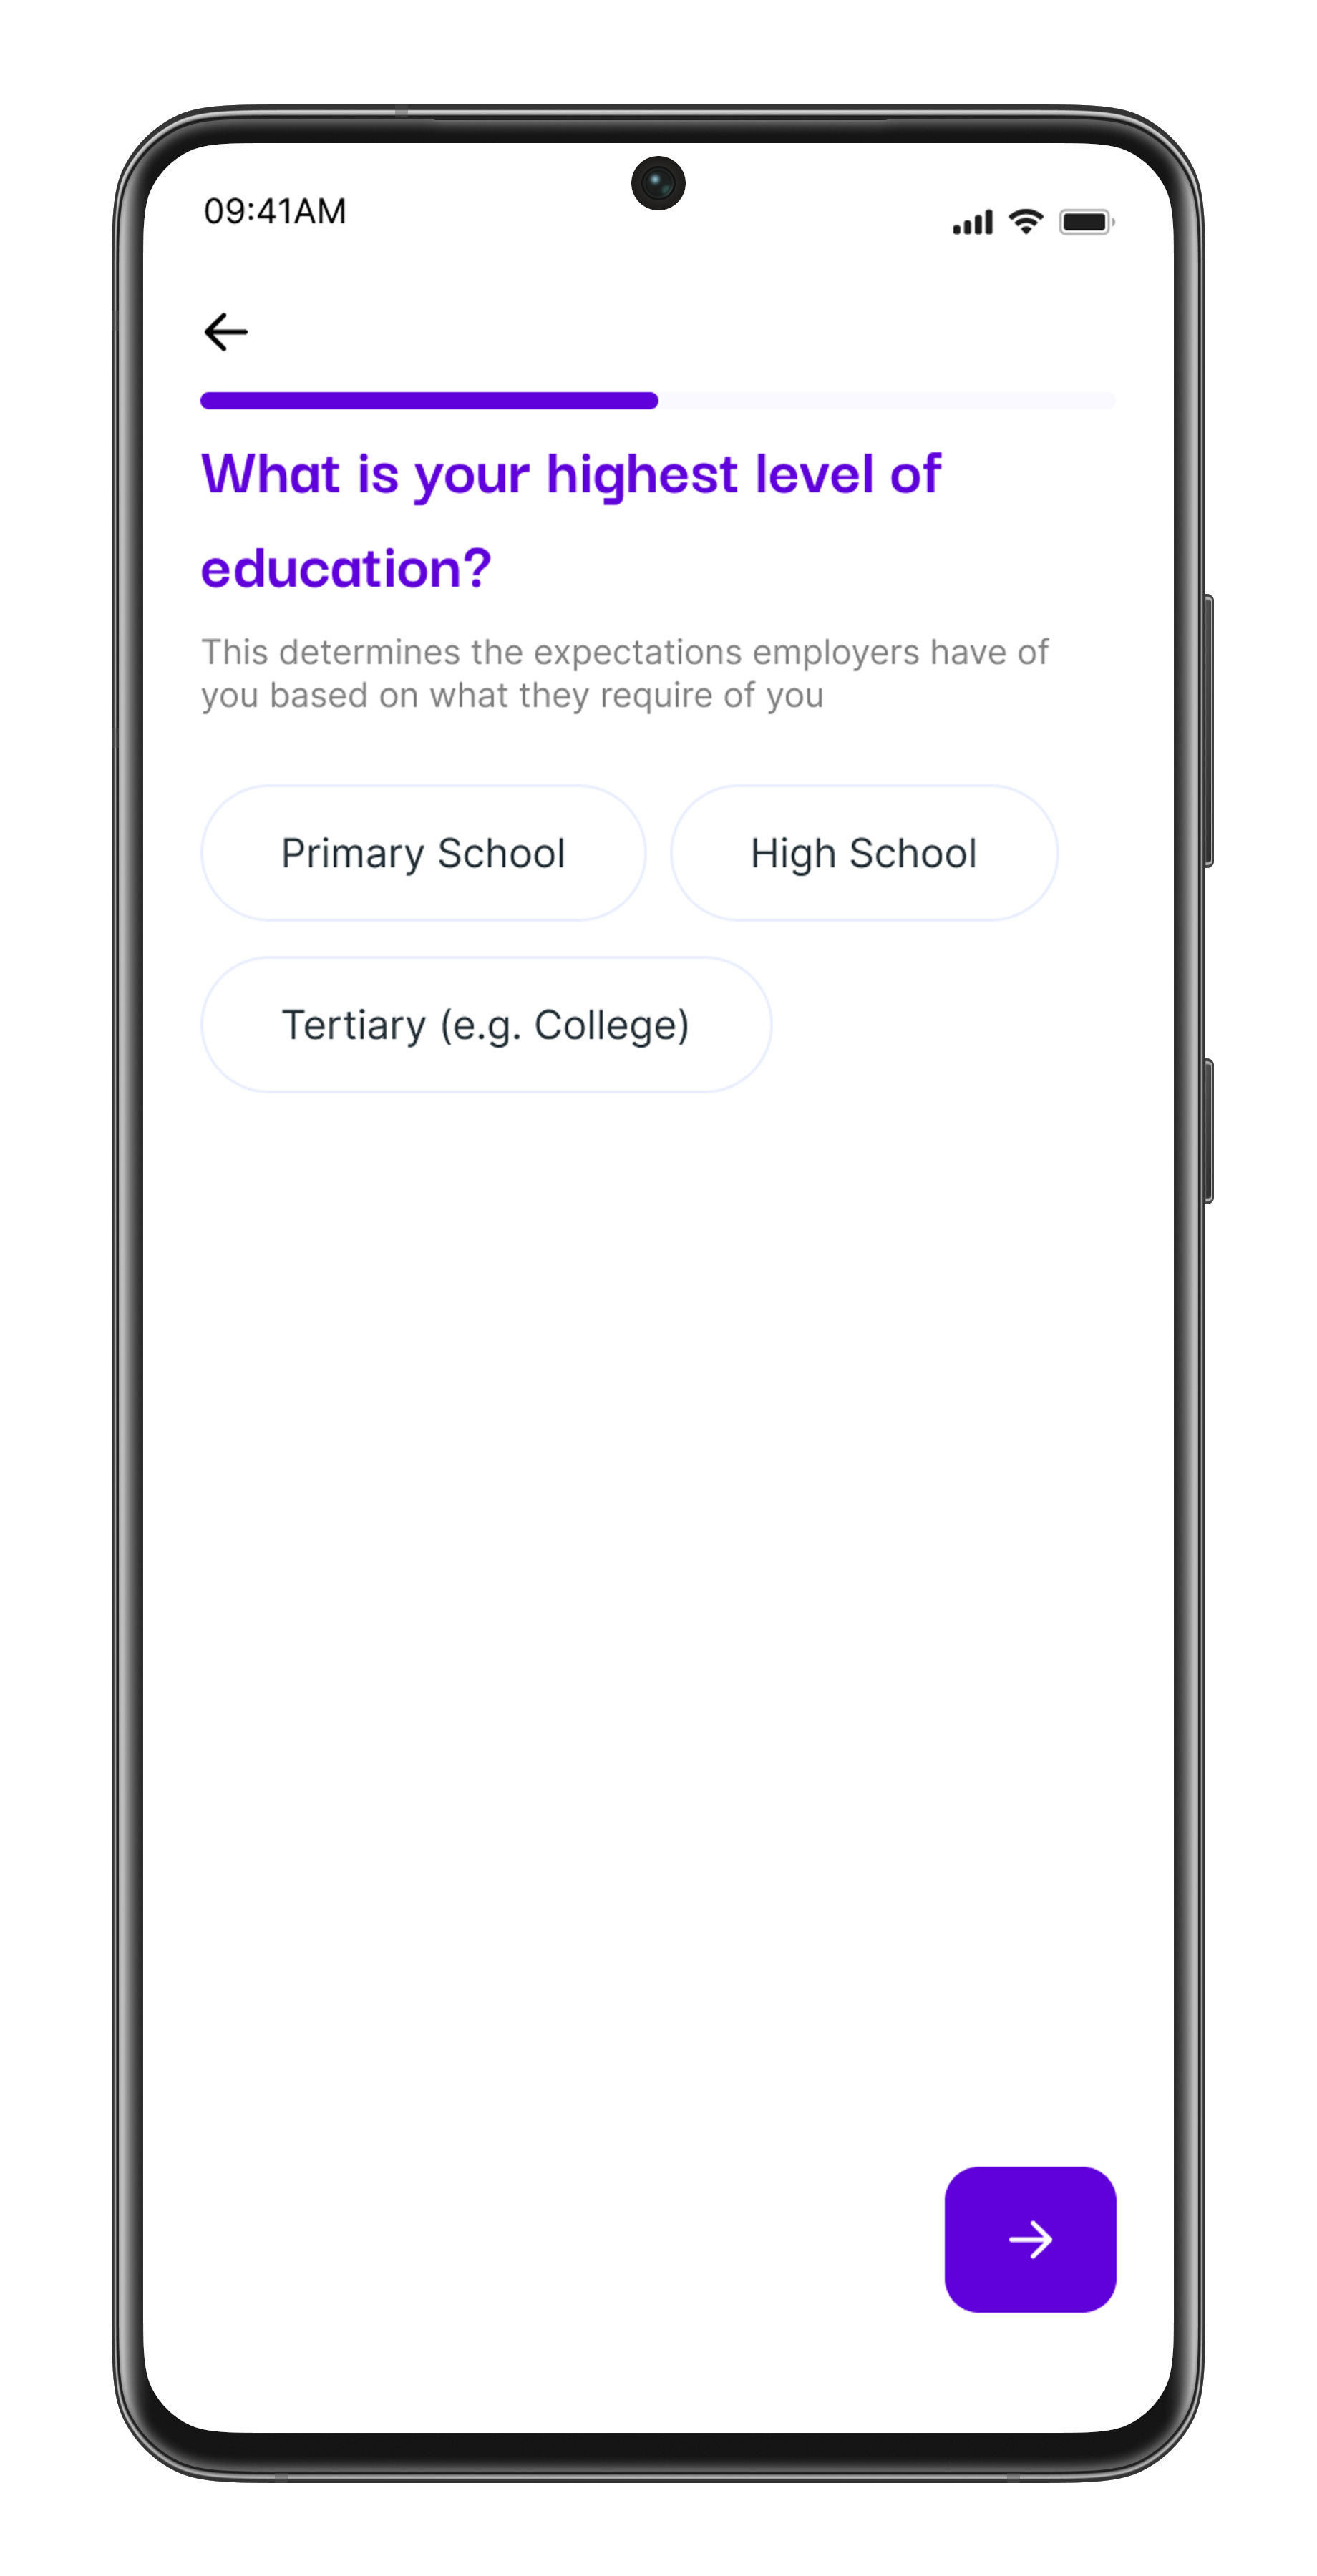 09:41AM
What is your highest level of
education?
This determines the expectations employers have of
you based on what they require of you
Primary School
High School
Tertiary (e.g. College)